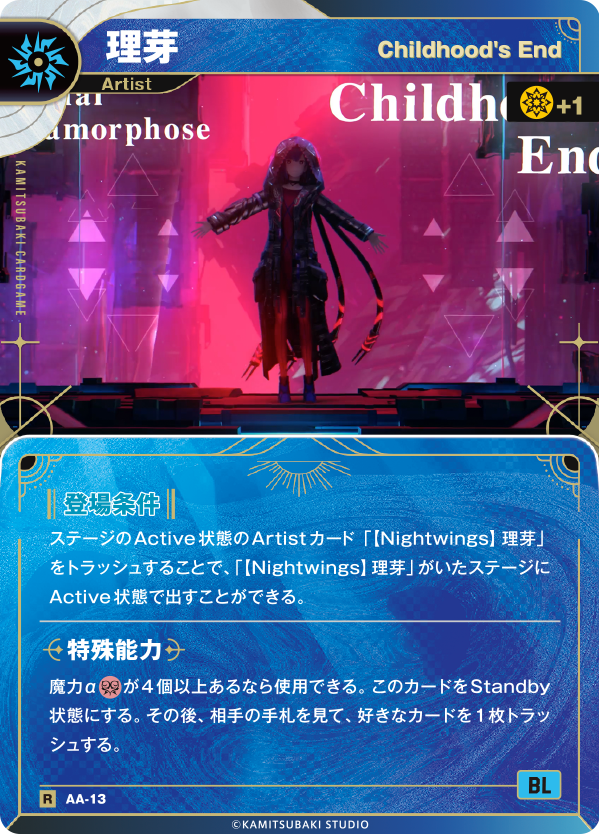 理芽
Childhood's End
Artist
Childho
+1
amorphose
End
KAMITSUBAKI CARDGAME
登場条件
ステージのActive状態のArtistカード「【Nightwings】理芽」
をトラッシュすることで、「【Nightwings】理芽」がいたステージに
Active状態で出すことができる。
特殊能力
魔力αが4個以上あるなら使用できる。このカードをStandby
状態にする。その後、相手の手札を見て、好きなカードを1枚トラッ
シュする。
BL
R AA-13
©KAMITSUBAKI STUDIO